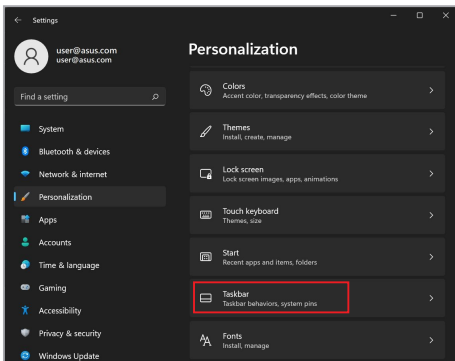 Settings
user@asus.com
user@asus.com
Find a setting
System
Bluetooth & devices
Network & internet
Personalization
Apps
Accounts
Time & language
Gaming
Accessibility
Privacy & security
Windows Update
Personalization
Colors
Accent color, transparency effects, color theme
Themes
Install, create, manage
Lock screen
Lock screen images, apps, animations
Touch keyboard
Themes, size
Start
Recent apps and items, folders
Taskbar
Taskbar behaviors, system pins
Fonts
Install, manage